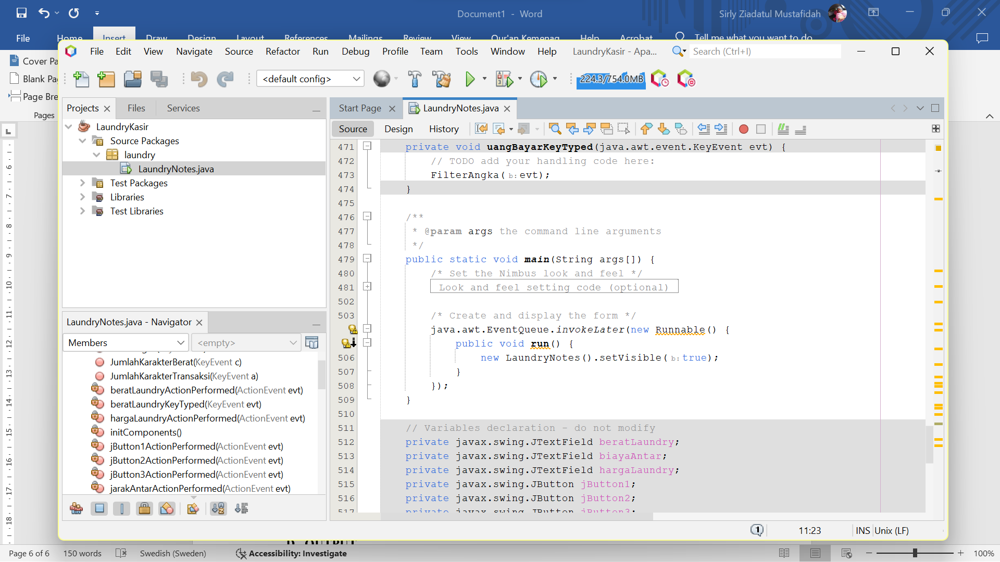 Document1 - Word
Sirly Ziadatul Mustafidah
File Home Insert Draw Design Layout References Mailings Review View Qur'an Kemenag Help Acrobat Tell me what you want to do
Cover Pa
Blank Pa
Page Bre
Pages
File Edit View Navigate Source Refactor Run Debug Profile Team Tools Window Help LaundryKasir - Apa... Search (Ctrl+I)
<default config>
224.3/754.0MB
Projects Files Services
LaundryKasir
Source Packages
laundry
LaundryNotes.java
Test Packages
Libraries
Test Libraries
LaundryNotes.java - Navigator
Members <empty>
JumlahKarakterBerat(KeyEvent c)
JumlahKarakterTransaksi(KeyEvent a)
beratLaundryActionPerformed(ActionEvent evt)
beratLaundryKeyTyped(KeyEvent evt)
hargaLaundryActionPerformed(ActionEvent evt)
initComponents()
jButton1ActionPerformed(ActionEvent evt)
jButton2ActionPerformed(ActionEvent evt)
jButton3ActionPerformed(ActionEvent evt)
jarakAntarActionPerformed(ActionEvent evt)
Start Page LaundryNotes.java
Source Design History
471 private void uangBayarKeyTyped(java.awt.event.KeyEvent evt) {
472 // TODO add your handling code here:
473 FilterAngka( b: evt);
474 }
475
476 /**
477 * @param args the command line arguments
478 */
479 public static void main(String args[]) {
480 /* Set the Nimbus look and feel */
481 Look and feel setting code (optional)
502
503 /* Create and display the form */
java.awt.EventQueue.invokeLater(new Runnable() {
public void run() {
506 new LaundryNotes().setVisible( b: true);
507 }
508 });
509 }
510
511 // Variables declaration - do not modify
512 private javax.swing.JTextField beratLaundry;
513 private javax.swing.JTextField biayaAntar;
514 private javax.swing.JTextField hargaLaundry;
515 private javax.swing.JButton jButton1;
516 private javax.swing.JButton jButton2;
517 private javax.swing.JButton jButton3;
1 11:23 INS Unix (LF)
6
7
8
9
10
11
12
13
14
15
16
17
18
Page 6 of 6 150 words Swedish (Sweden) Accessibility: Investigate 100%